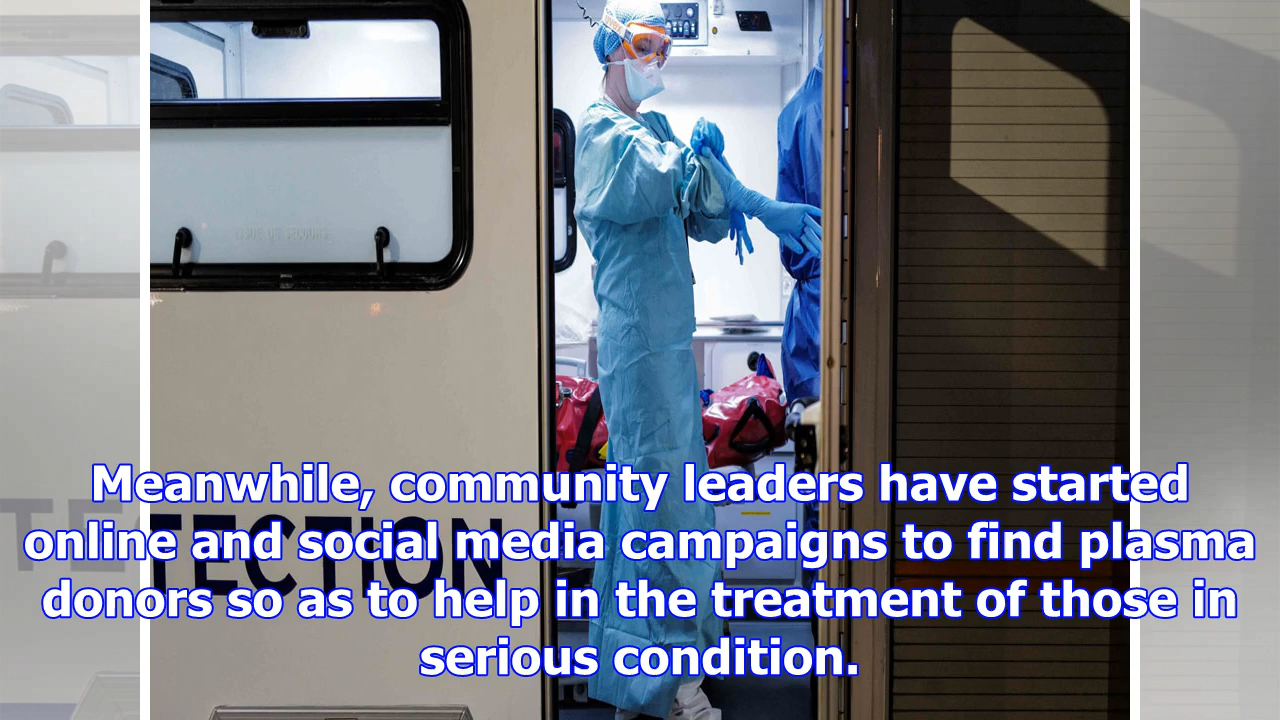 Meanwhile, community leaders have started
online and social media campaigns to find plasma
donors so as to help in the treatment of those in
serious condition.
TECTION